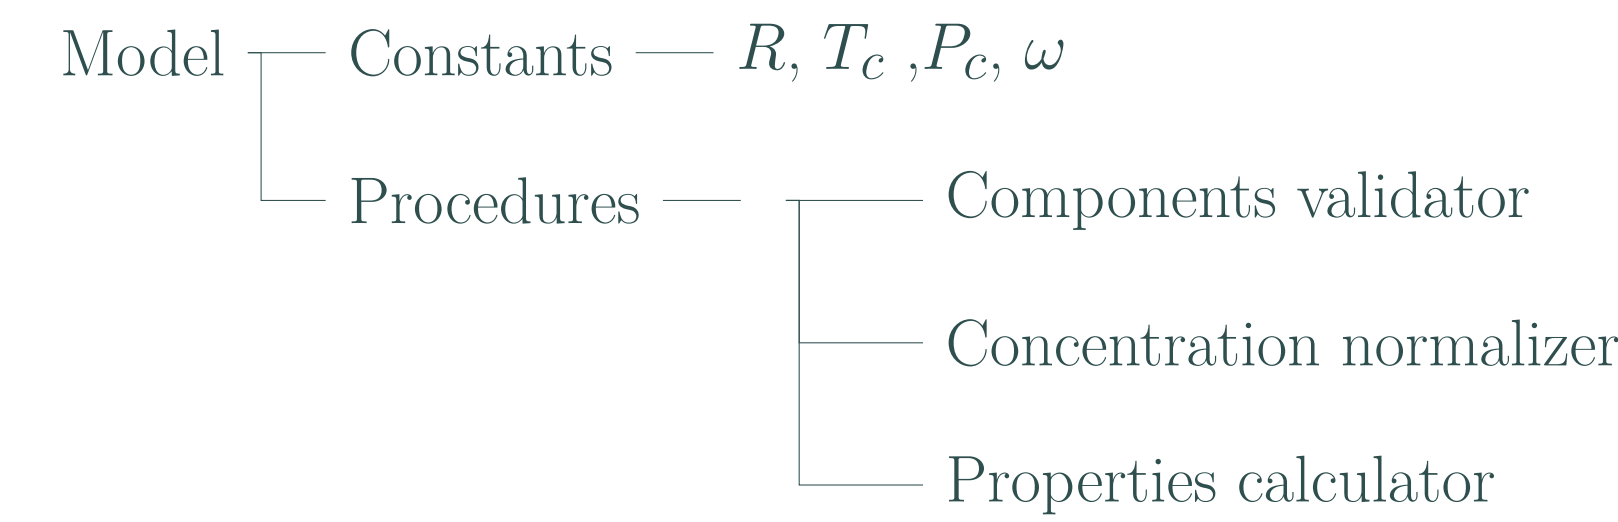 Model Constants R, T_c ,P_c, ω
Procedures Components validator
Concentration normalizer
Properties calculator